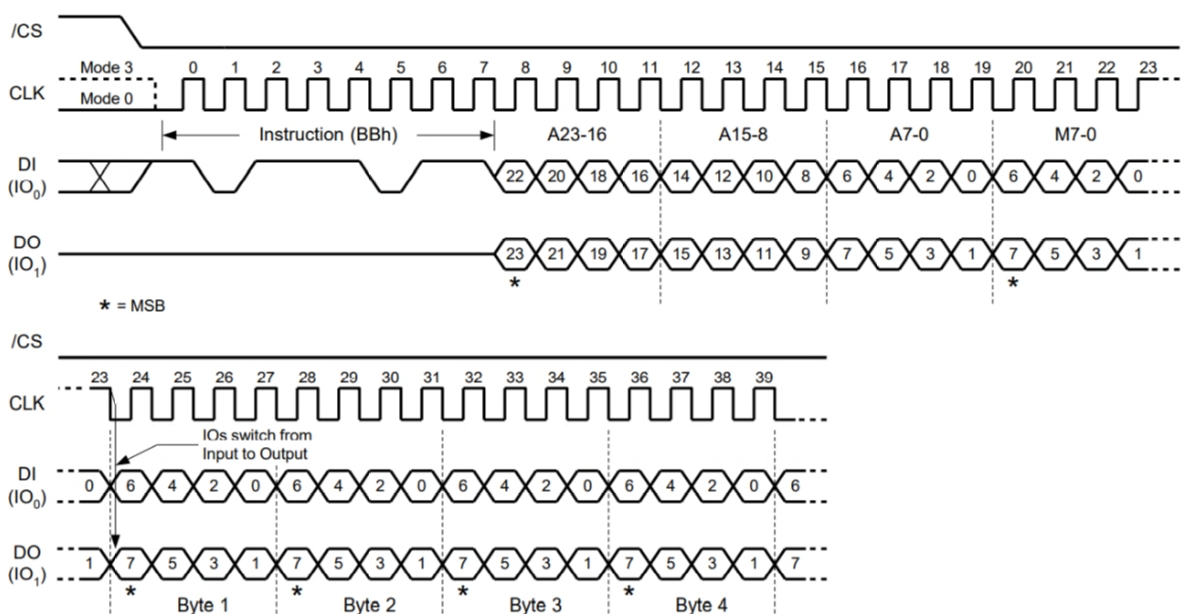 /CS
Mode 3 0 1 2 3 4 5 6 7 8 9 10 11 12 13 14 15 16 17 18 19 20 21 22 23
CLK
Mode 0
Instruction (BBh) A23-16 A15-8 A7-0 M7-0
DI
(IO0) 22 20 18 16 14 12 10 8 6 4 2 0 6 4 2 0
DO
(IO1) 23 21 19 17 15 13 11 9 7 5 3 1 7 5 3 1
* *
* = MSB
/CS
23 24 25 26 27 28 29 30 31 32 33 34 35 36 37 38 39
CLK
IOs switch from
Input to Output
DI
(IO0) 0 6 4 2 0 6 4 2 0 6 4 2 0 6 4 2 0 6
DO
(IO1) 1 7 5 3 1 7 5 3 1 7 5 3 1 7 5 3 1 7
* * * *
Byte 1 Byte 2 Byte 3 Byte 4